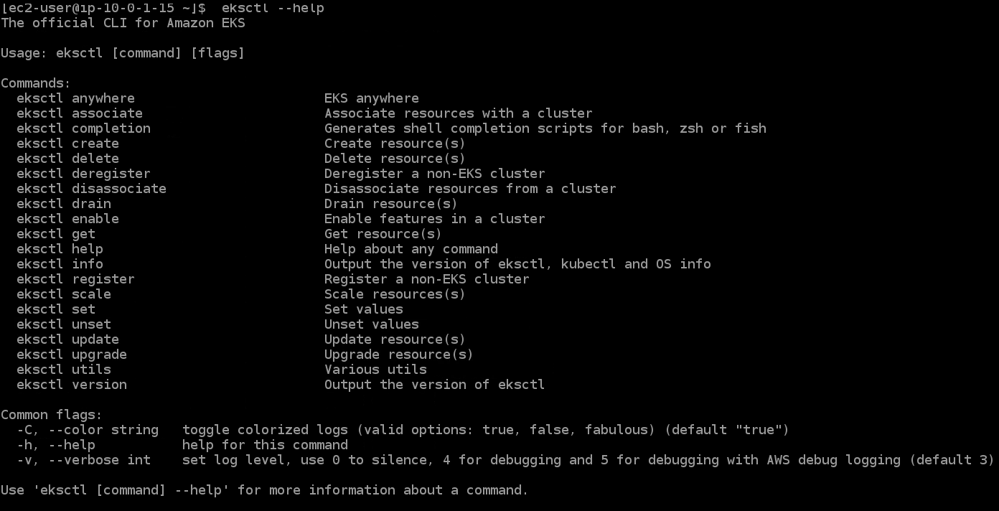 [ec2-user@ip-10-0-1-15 ~]$  eksctl --help
The official CLI for Amazon EKS

Usage: eksctl [command] [flags]

Commands:
  eksctl anywhere                        EKS anywhere
  eksctl associate                       Associate resources with a cluster
  eksctl completion                      Generates shell completion scripts for bash, zsh or fish
  eksctl create                          Create resource(s)
  eksctl delete                          Delete resource(s)
  eksctl deregister                      Deregister a non-EKS cluster
  eksctl disassociate                    Disassociate resources from a cluster
  eksctl drain                           Drain resource(s)
  eksctl enable                          Enable features in a cluster
  eksctl get                             Get resource(s)
  eksctl help                            Help about any command
  eksctl info                            Output the version of eksctl, kubectl and OS info
  eksctl register                        Register a non-EKS cluster
  eksctl scale                           Scale resources(s)
  eksctl set                             Set values
  eksctl unset                           Unset values
  eksctl update                          Update resource(s)
  eksctl upgrade                         Upgrade resource(s)
  eksctl utils                           Various utils
  eksctl version                         Output the version of eksctl

Common flags:
  -C, --color string   toggle colorized logs (valid options: true, false, fabulous) (default "true")
  -h, --help           help for this command
  -v, --verbose int    set log level, use 0 to silence, 4 for debugging and 5 for debugging with AWS debug logging (default 3)

Use 'eksctl [command] --help' for more information about a command.